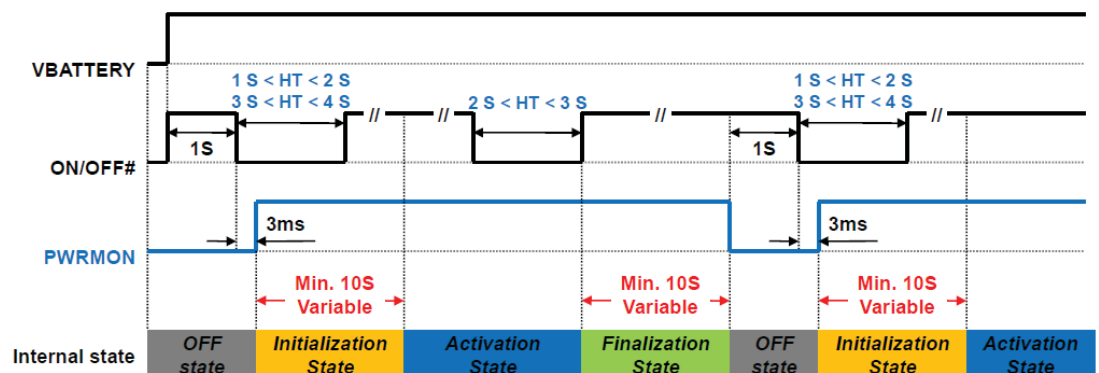 VBATTERY
1 S < HT < 2 S
3 S < HT < 4 S
2 S < HT < 3 S
1 S < HT < 2 S
3 S < HT < 4 S
//
//
//
//
1S
1S
ON/OFF#
3ms
3ms
PWRMON
Min. 10S
Variable
Min. 10S
Variable
Min. 10S
Variable
Internal state
OFF
state
Initialization
State
Activation
State
Finalization
State
OFF
state
Initialization
State
Activation
State